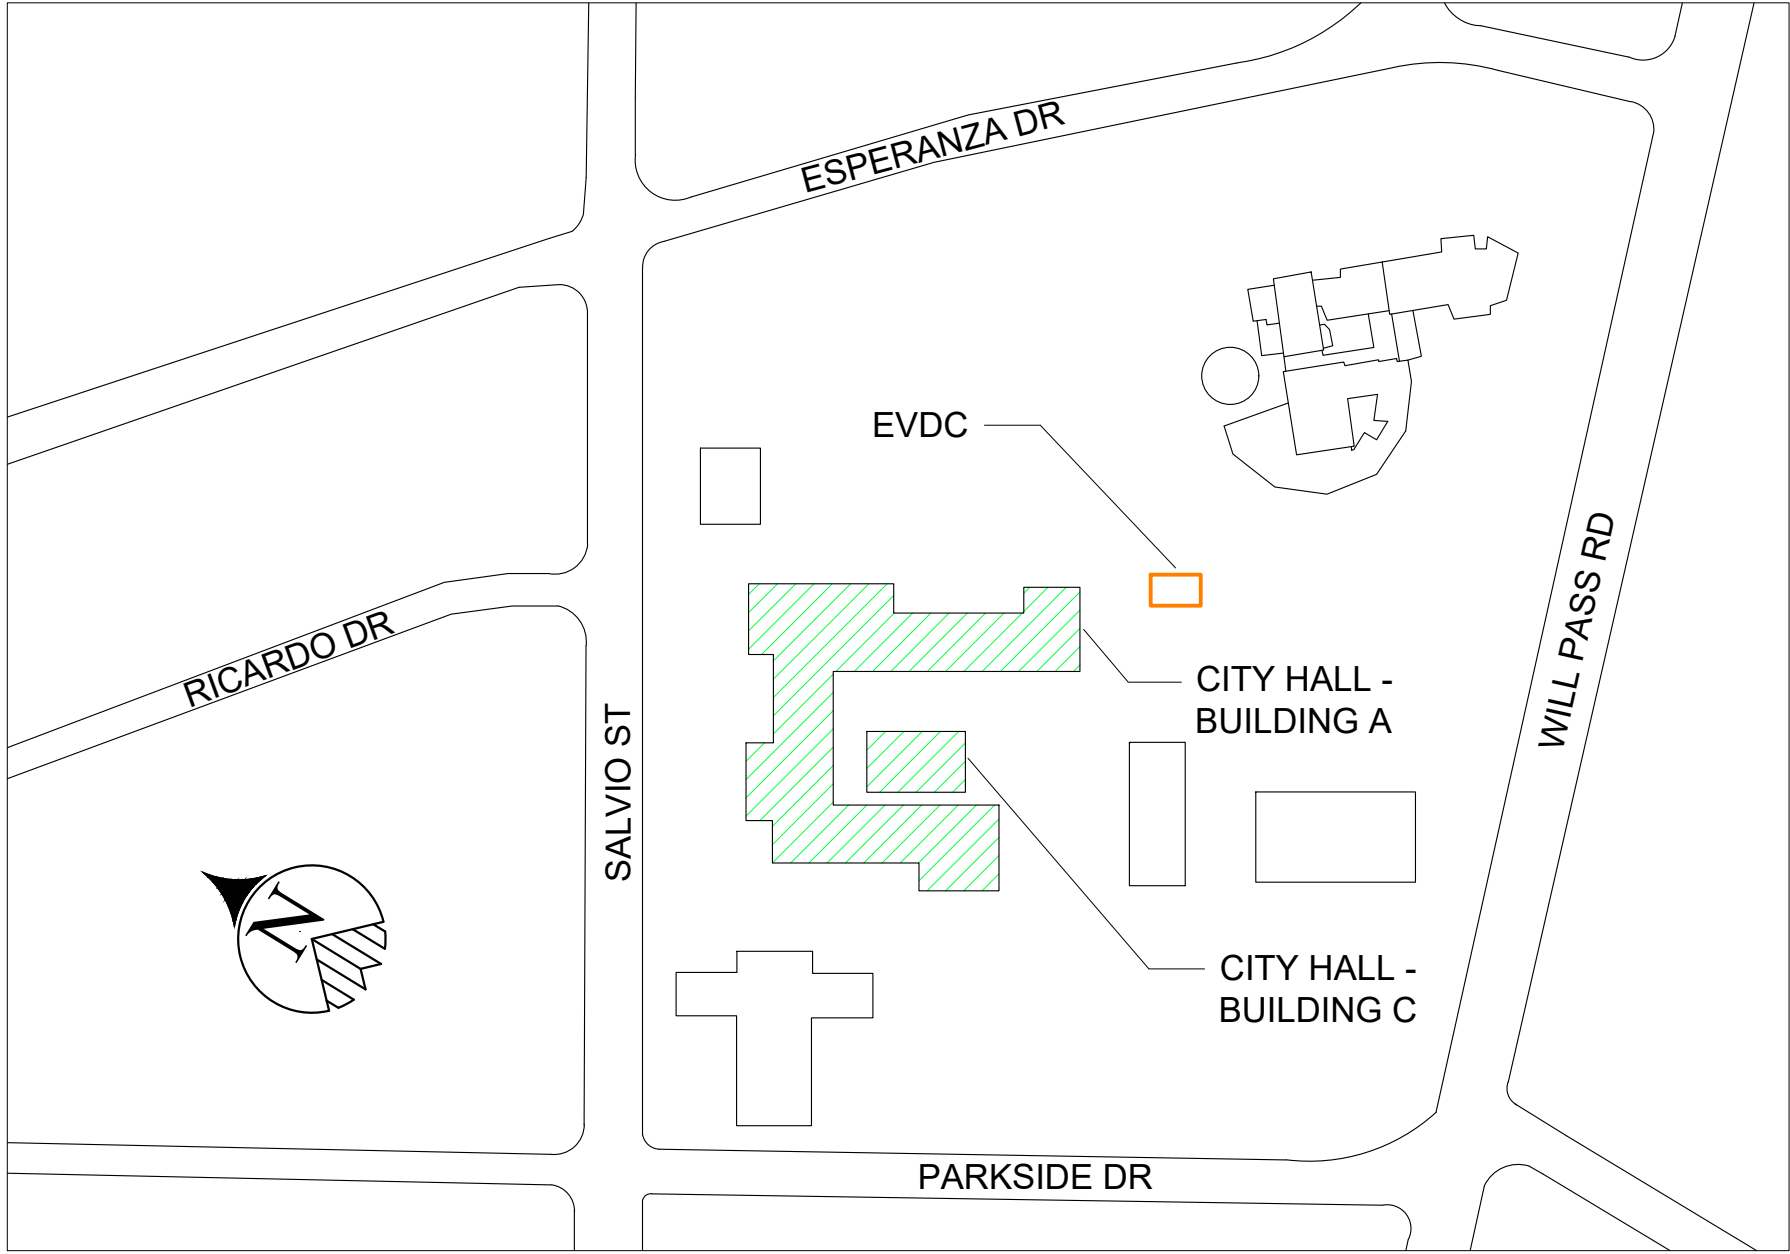 ESPERANZA DR
EVDC
RICARDO DR
SALVIO ST
WILL PASS RD
CITY HALL -
BUILDING A
N
CITY HALL -
BUILDING C
PARKSIDE DR